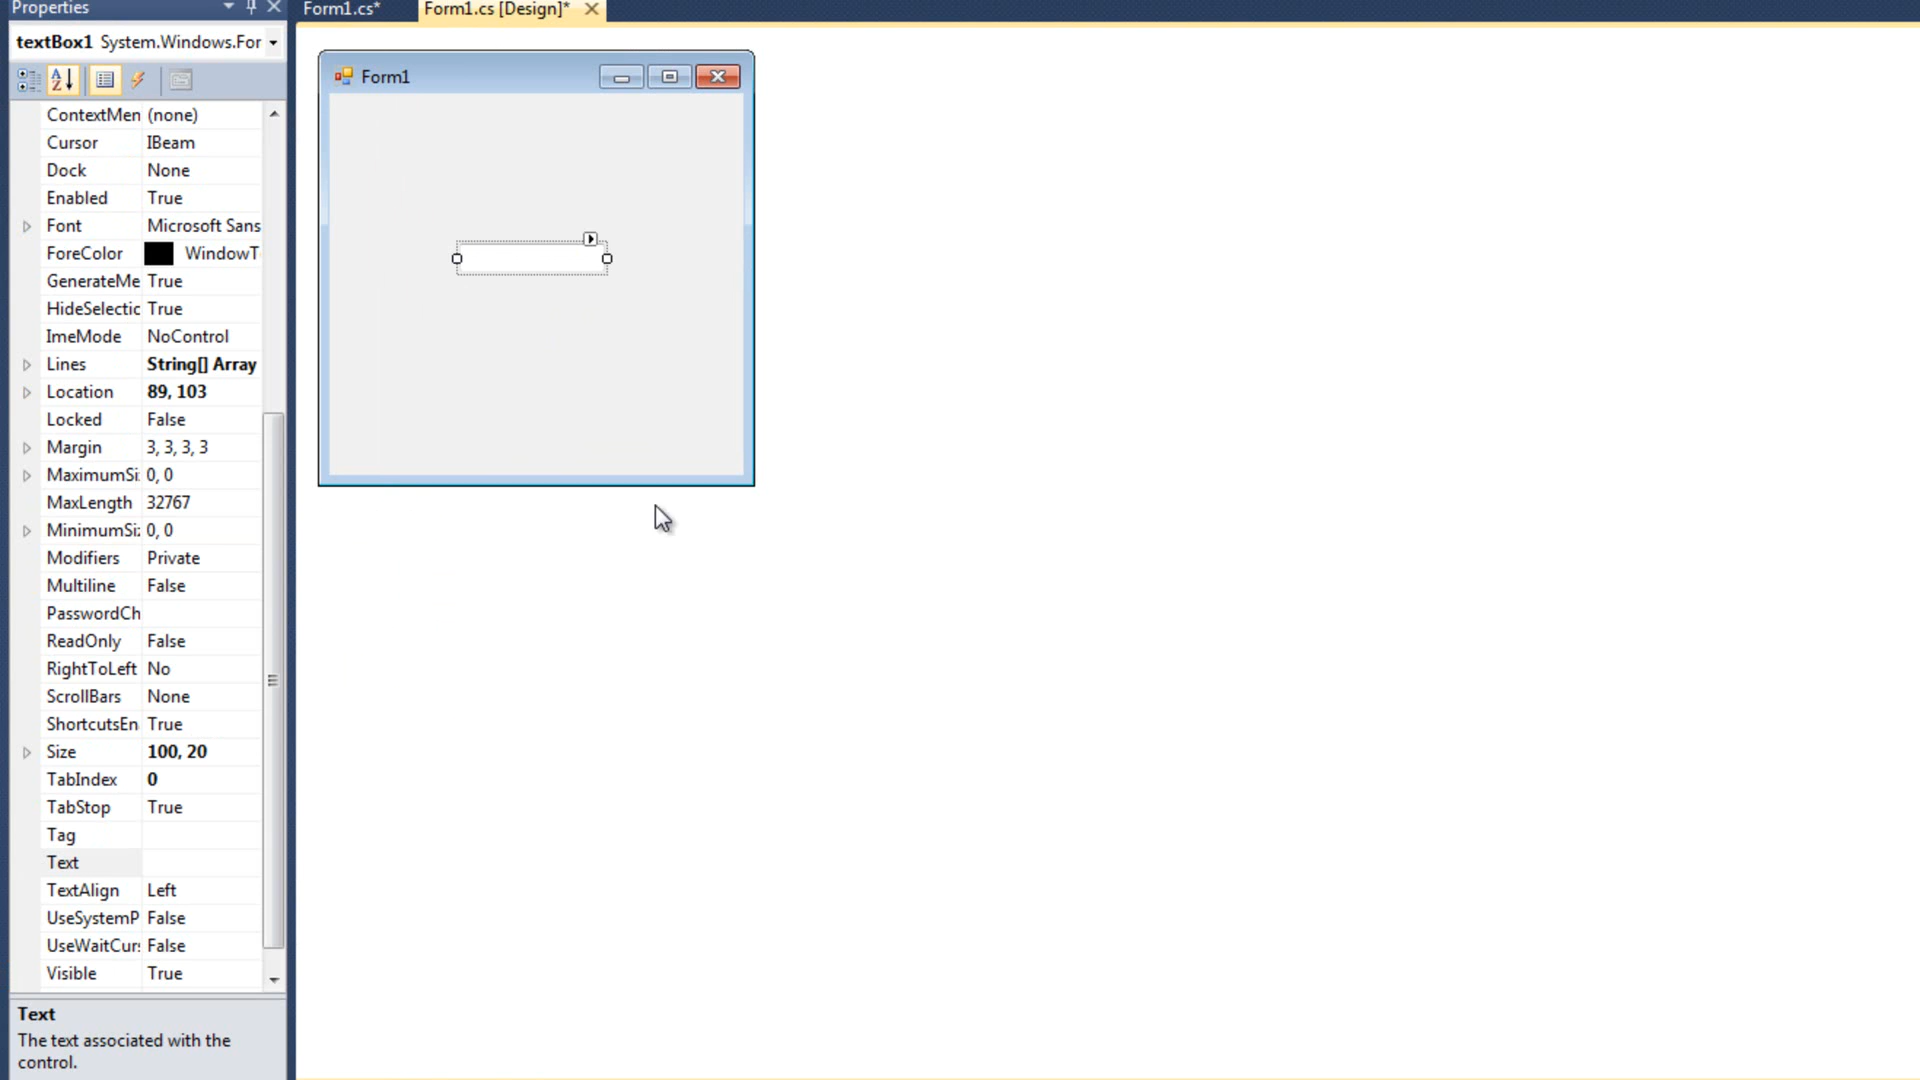 Properties
Form1.cs*
Form1.cs [Design]*
textBox1 System.Windows.For
Form1
ContextMen (none)
Cursor IBeam
Dock None
Enabled True
Font Microsoft Sans
ForeColor WindowT
GenerateMe True
HideSelectic True
ImeMode NoControl
Lines String[] Array
Location 89, 103
Locked False
Margin 3, 3, 3, 3
MaximumSi 0, 0
MaxLength 32767
MinimumSi 0, 0
Modifiers Private
Multiline False
PasswordCh
ReadOnly False
RightToLeft No
ScrollBars None
ShortcutsEn True
Size 100, 20
TabIndex 0
TabStop True
Tag
Text
TextAlign Left
UseSystemP False
UseWaitCur False
Visible True
Text
The text associated with the
control.